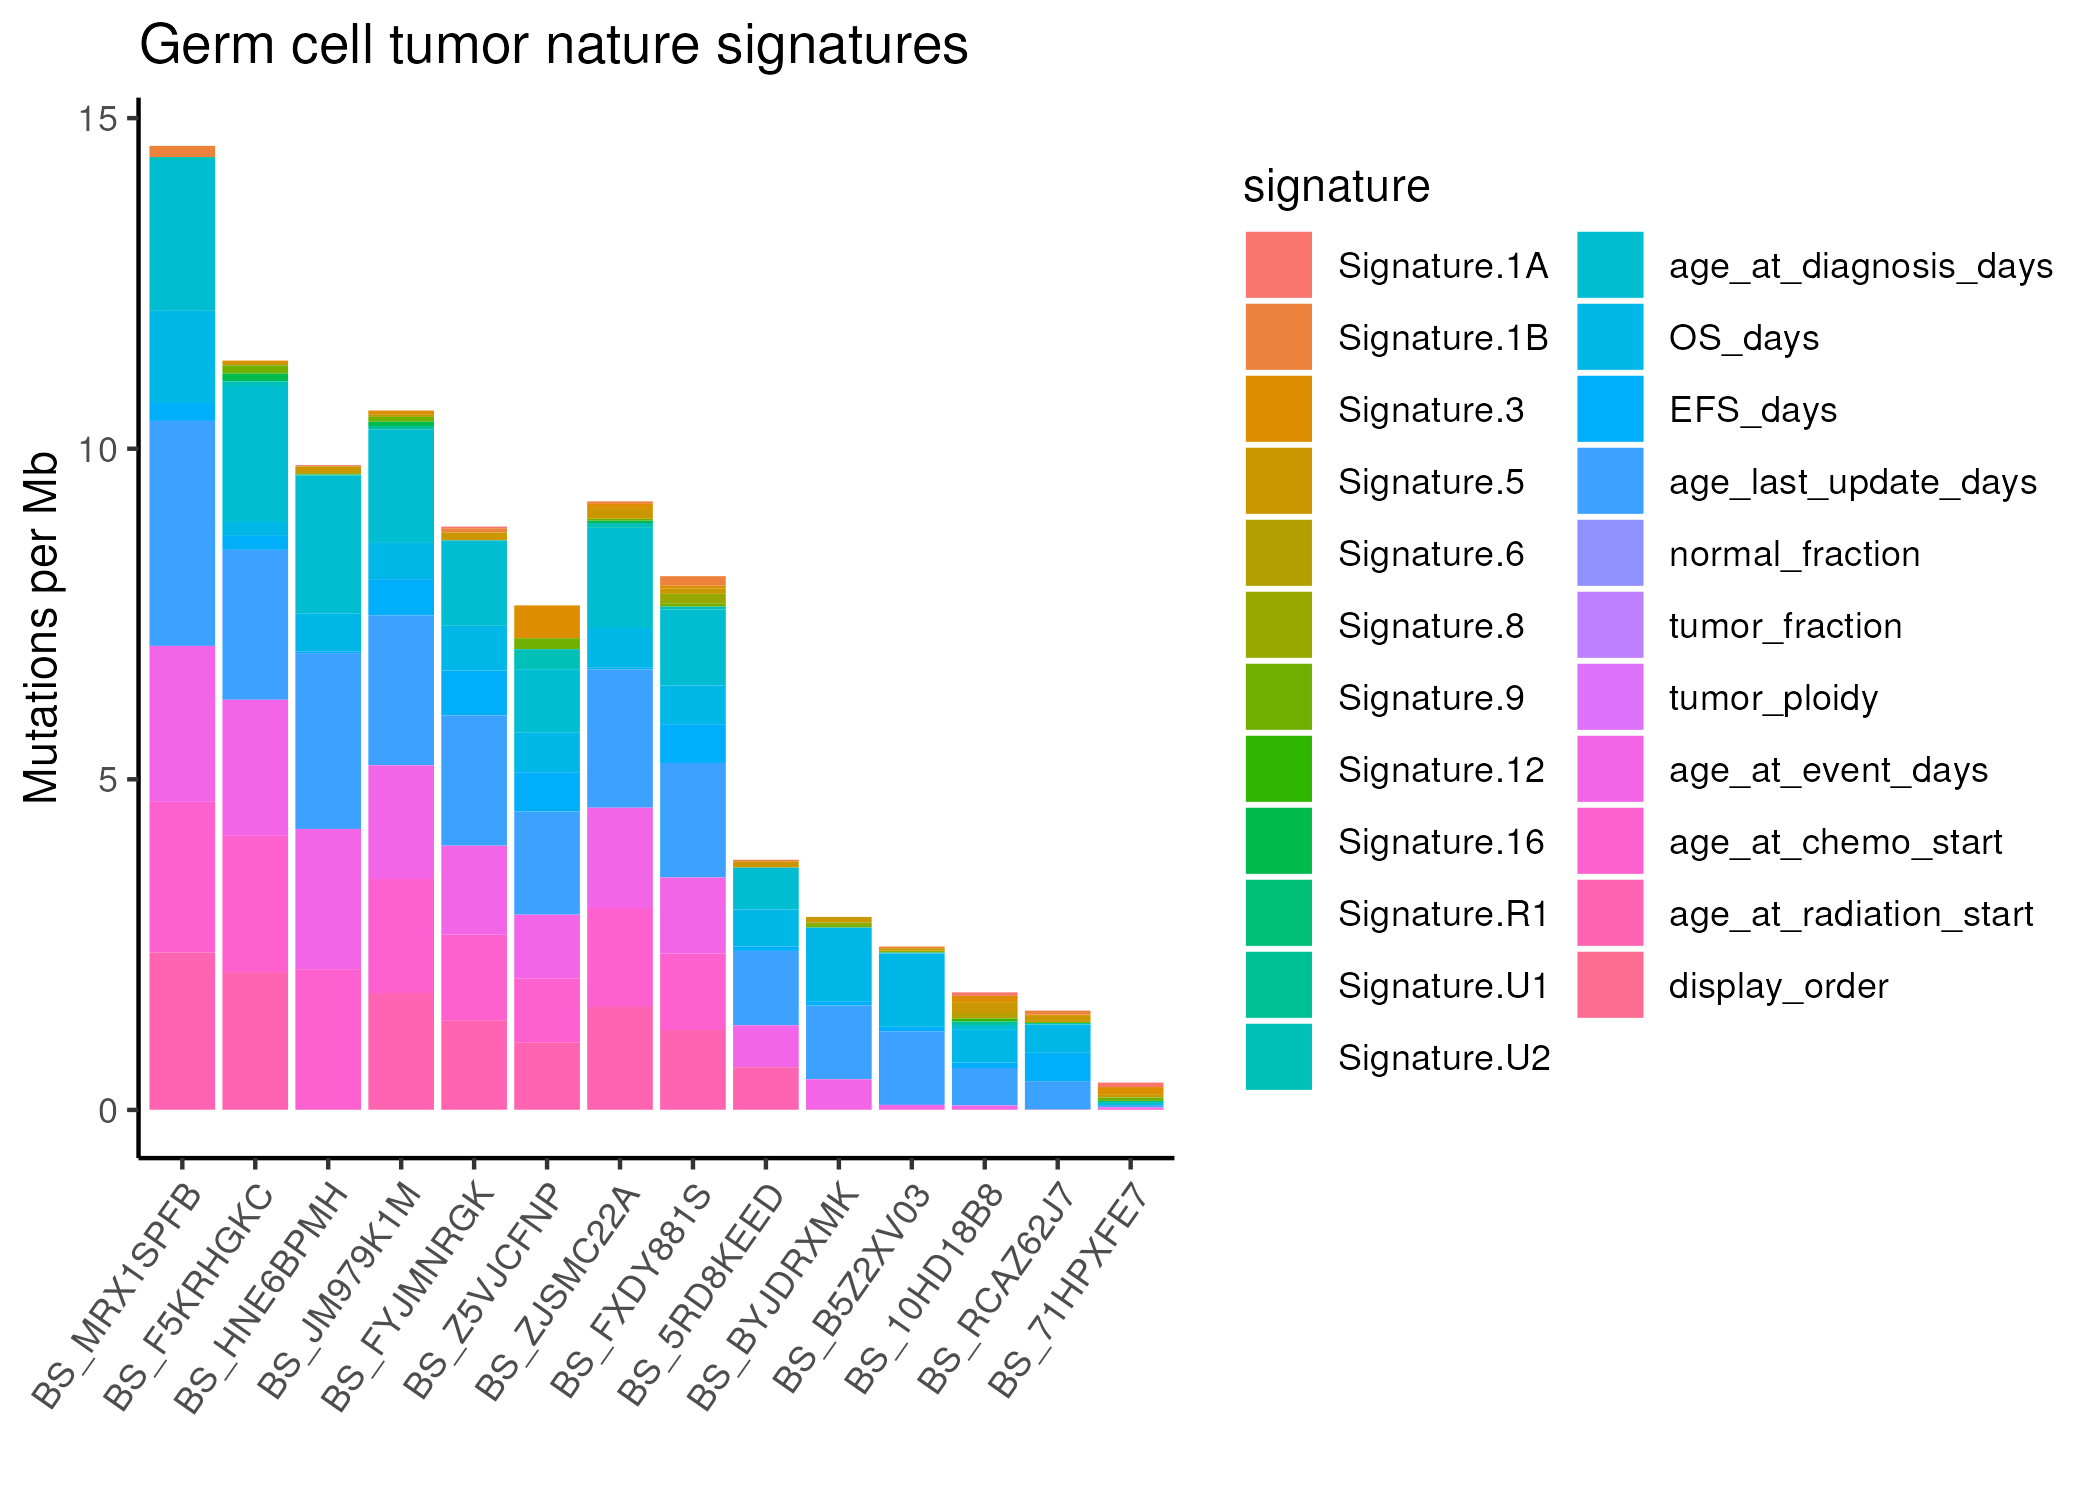 Germ cell tumor nature signatures
Mutations per Mb
15
10
5
0
BS_MRX1SPFB
BS_F5KRHGKC
BS_HNE6BPMH
BS_JM979K1M
BS_FYJMNRGK
BS_Z5VJCFNP
BS_ZJSMC22A
BS_FXDY881S
BS_5RD8KEED
BS_BYJDRXMK
BS_B5Z2XV03
BS_10HD18B8
BS_RCAZ62J7
BS_71HPXFE7
signature
Signature.1A
Signature.1B
Signature.3
Signature.5
Signature.6
Signature.8
Signature.9
Signature.12
Signature.16
Signature.R1
Signature.U1
Signature.U2
age_at_diagnosis_days
OS_days
EFS_days
age_last_update_days
normal_fraction
tumor_fraction
tumor_ploidy
age_at_event_days
age_at_chemo_start
age_at_radiation_start
display_order